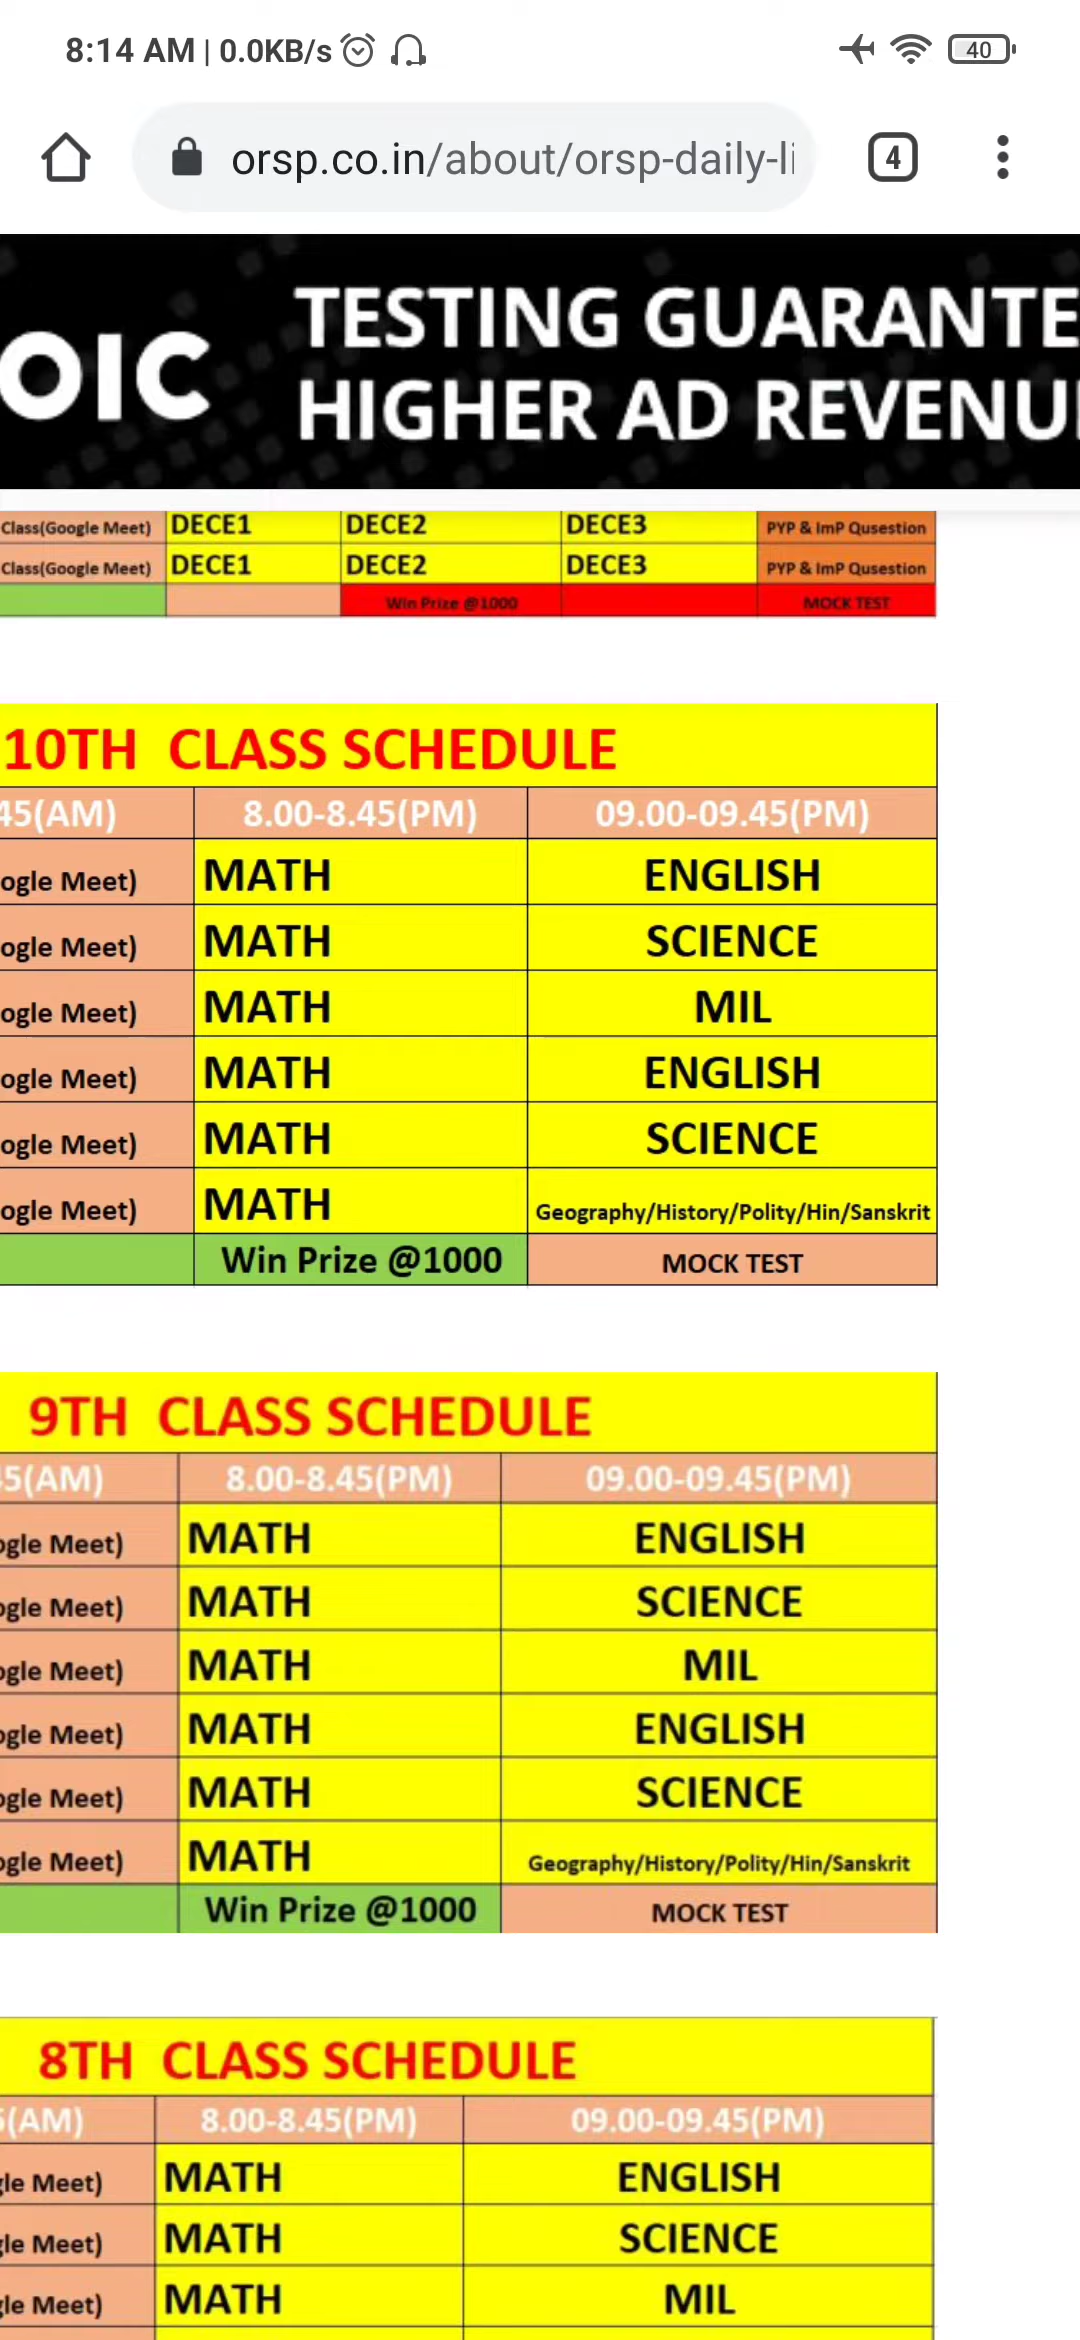 8:14 AM | 0.0KB/s 40
orsp.co.in/about/orsp-daily-li 4
OIC TESTING GUARANTE
HIGHER AD REVENU
Class(Google Meet) DECE1 DECE2 DECE3 PYP & ImP Qusestion
Class(Google Meet) DECE1 DECE2 DECE3 PYP & ImP Qusestion
Win Prize @1000 MOCK TEST
10TH CLASS SCHEDULE
45(AM) 8.00-8.45(PM) 09.00-09.45(PM)
ogle Meet) MATH ENGLISH
ogle Meet) MATH SCIENCE
ogle Meet) MATH MIL
ogle Meet) MATH ENGLISH
ogle Meet) MATH SCIENCE
ogle Meet) MATH Geography/History/Polity/Hin/Sanskrit
Win Prize @1000 MOCK TEST
9TH CLASS SCHEDULE
45(AM) 8.00-8.45(PM) 09.00-09.45(PM)
ogle Meet) MATH ENGLISH
ogle Meet) MATH SCIENCE
ogle Meet) MATH MIL
ogle Meet) MATH ENGLISH
ogle Meet) MATH SCIENCE
ogle Meet) MATH Geography/History/Polity/Hin/Sanskrit
Win Prize @1000 MOCK TEST
8TH CLASS SCHEDULE
5(AM) 8.00-8.45(PM) 09.00-09.45(PM)
gle Meet) MATH ENGLISH
gle Meet) MATH SCIENCE
gle Meet) MATH MIL